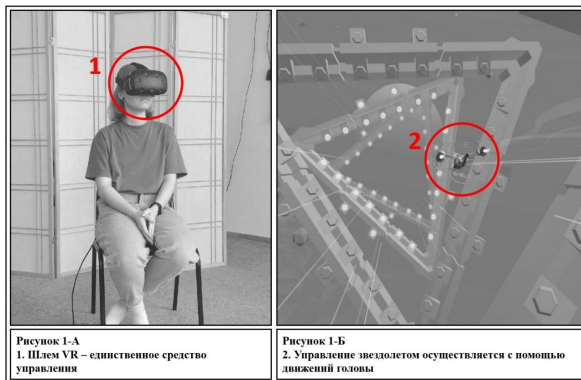 1
2
Рисунок 1-А
1. Шлем VR – единственное средство
управления
Рисунок 1-Б
2. Управление звездолетом осуществляется с помощью
движений головы